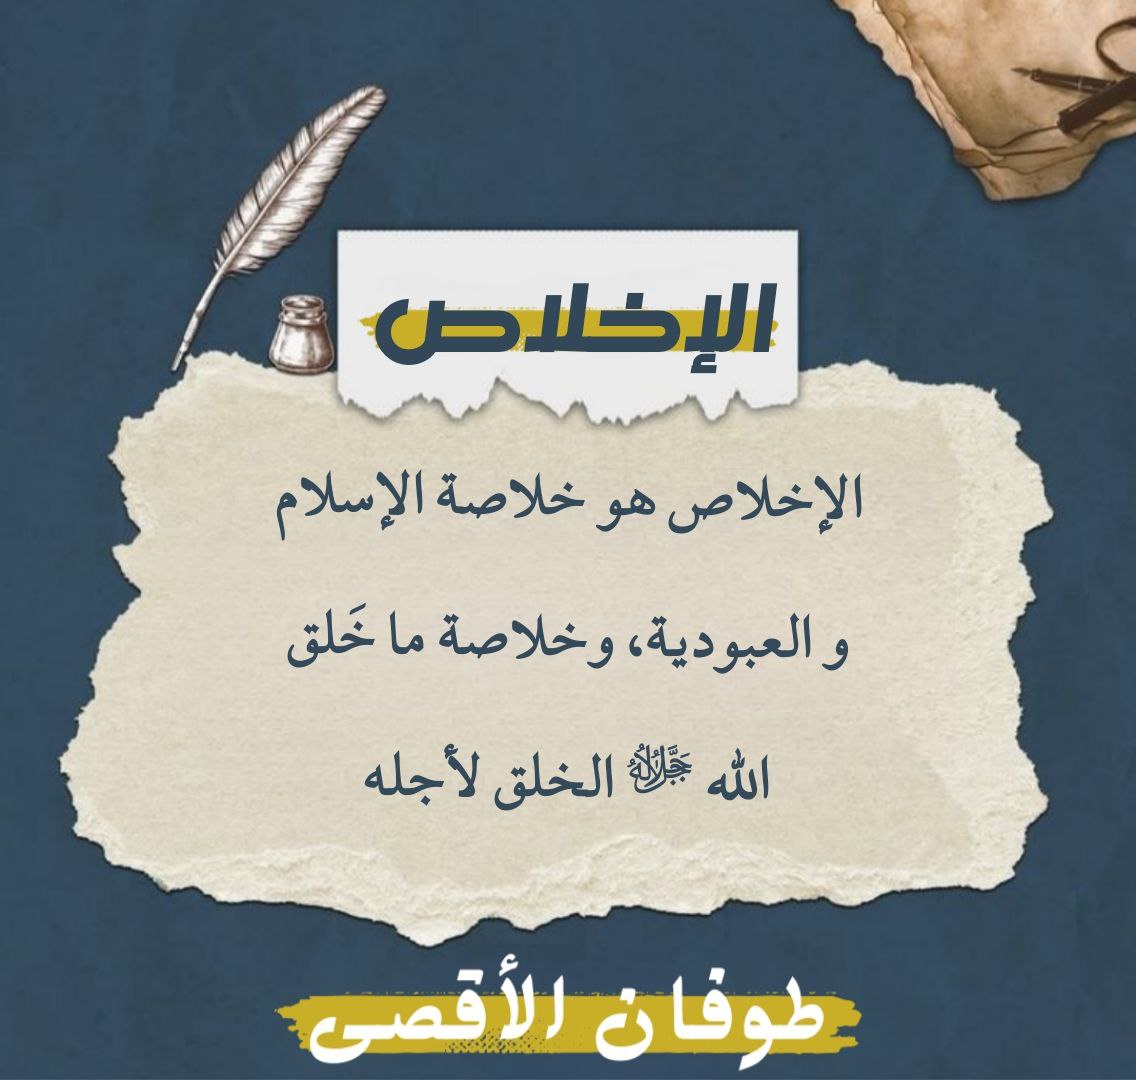 الإخلاص
الإخلاص هو خلاصة الإسلام
و العبودية، وخلاصة ما خَلق
الله ﷻ الخلق لأجله
طوفان الأقصى